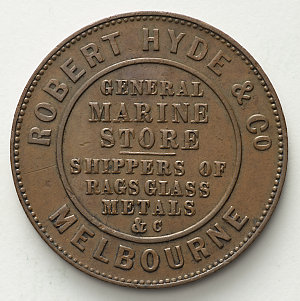 ROBERT HYDE & CO
GENERAL
MARINE
STORE
SHIPPERS OF
RAGS GLASS
METALS
&C
MELBOURNE